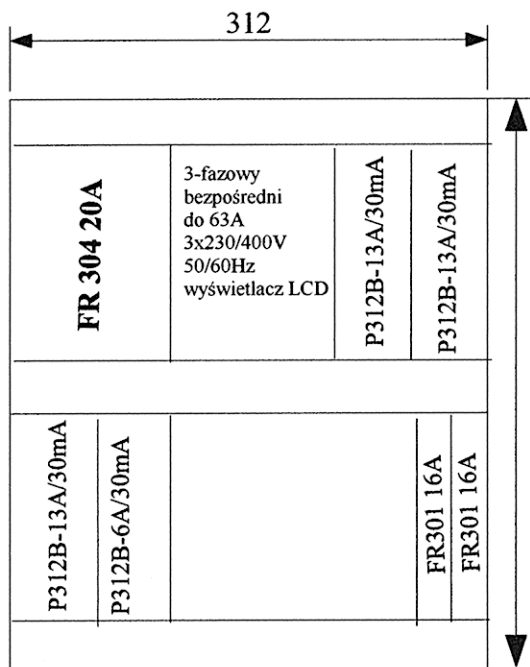 312
FR 304 20A
3-fazowy
bezpośredni
do 63A
3x230/400V
50/60Hz
wyświetlacz LCD
P312B-13A/30mA
P312B-13A/30mA
P312B-13A/30mA
P312B-6A/30mA
FR301 16A
FR301 16A